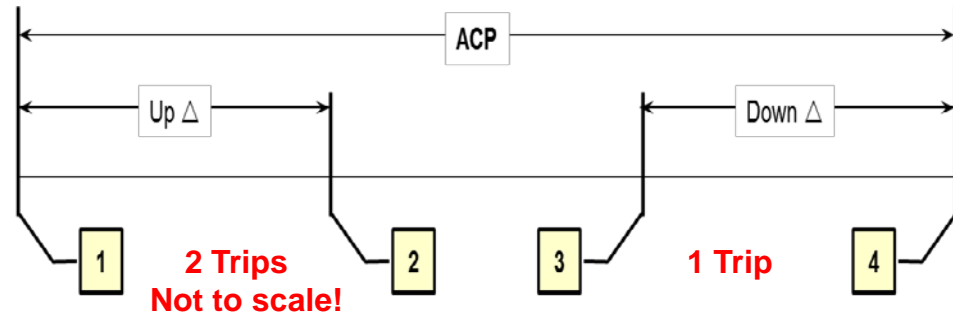 ACP
Up △
Down △
1
2 Trips
Not to scale!
2
3
1 Trip
4